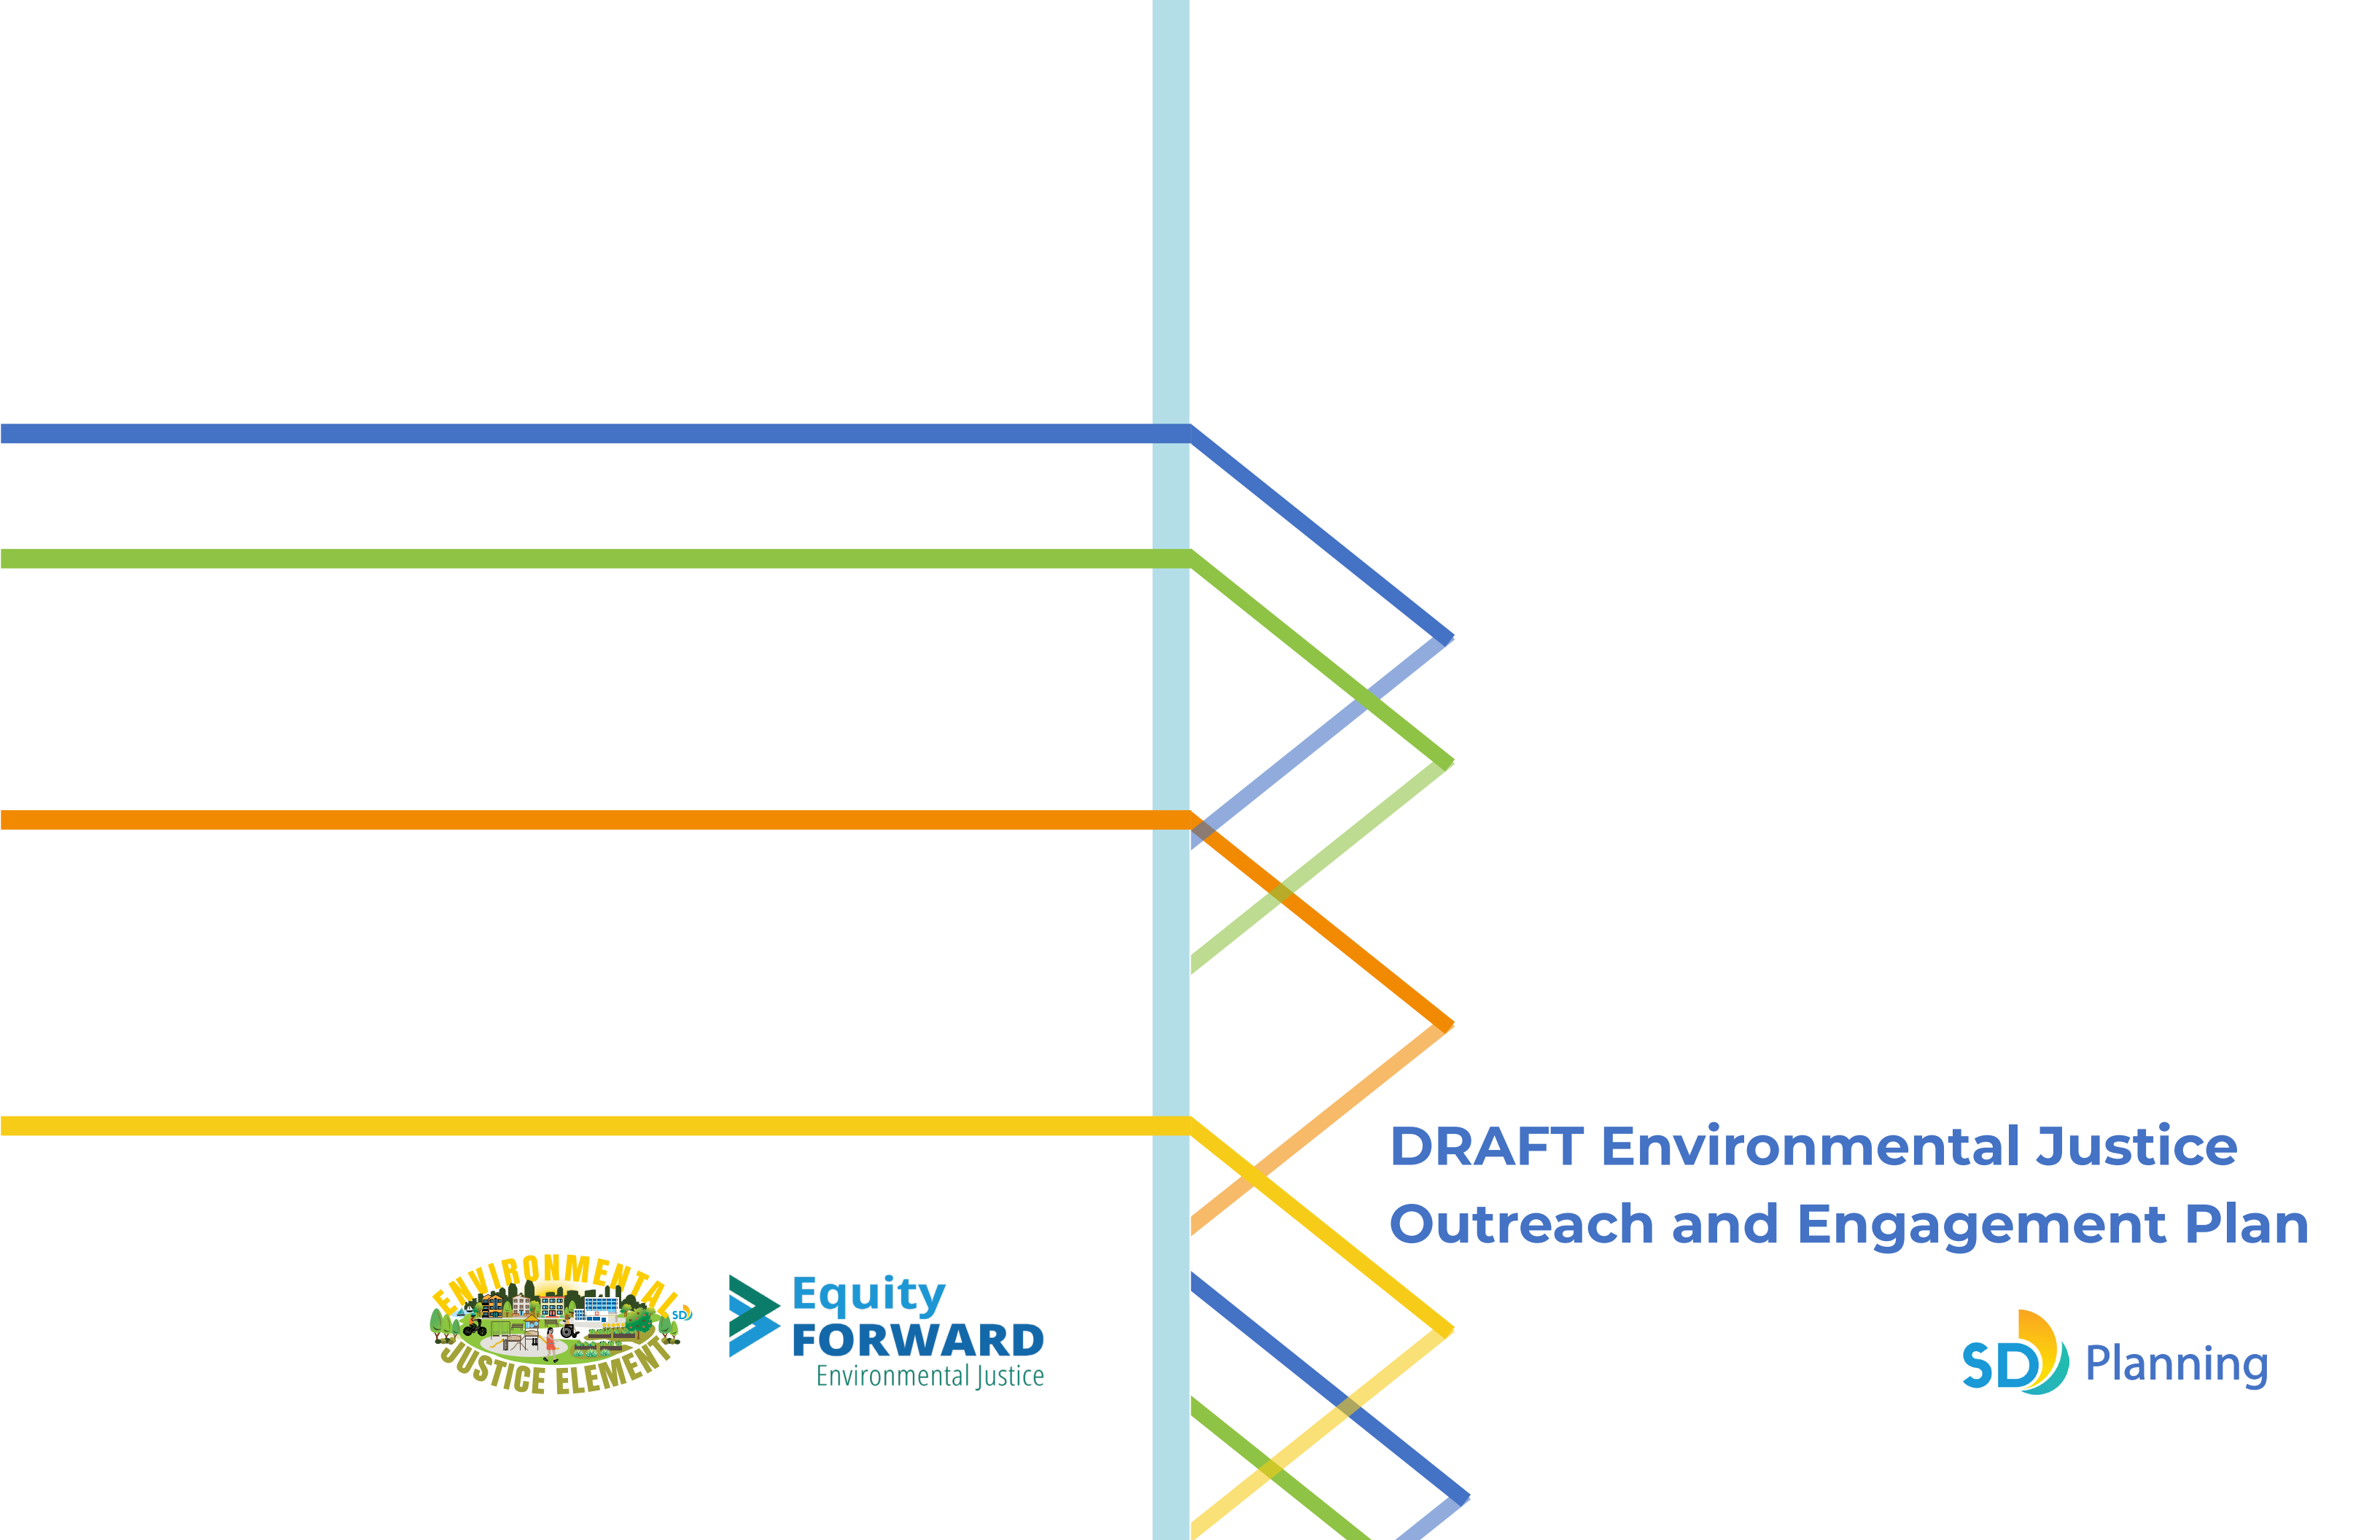 DRAFT Environmental Justice
Outreach and Engagement Plan
ENVIRONMENTAL
SD
JUSTICE ELEMENT
Equity
FORWARD
Environmental Justice
SD Planning